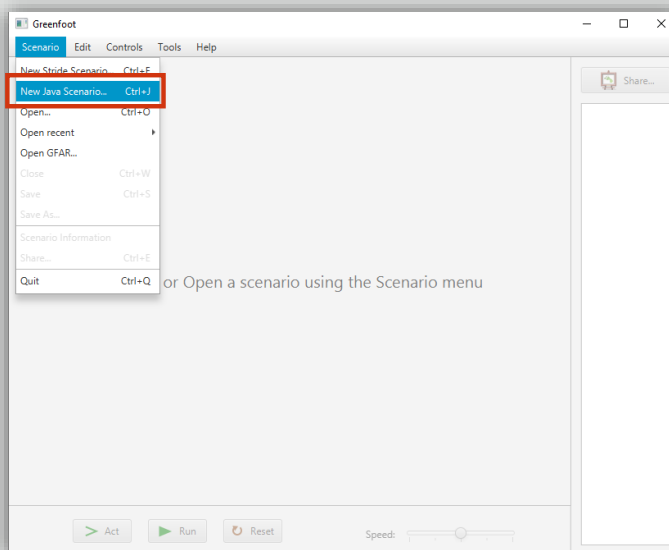 Greenfoot
Scenario Edit Controls Tools Help
New Stride Scenario... Ctrl+F
New Java Scenario... Ctrl+J
Open... Ctrl+O
Open recent
Open GFAR...
Close Ctrl+W
Save Ctrl+S
Save As...
Scenario Information
Share... Ctrl+E
Quit Ctrl+Q
Share...
or Open a scenario using the Scenario menu
Act Run Reset Speed: